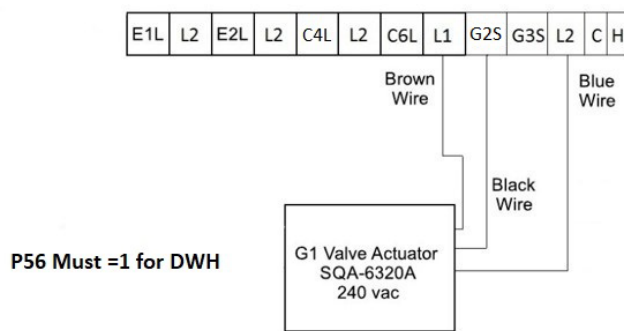 E1L L2 E2L L2 C4L L2 C6L L1 G2S G3S L2 C H
Brown
Wire
Blue
Wire
Black
Wire
G1 Valve Actuator
SQA-6320A
240 vac
P56 Must =1 for DWH